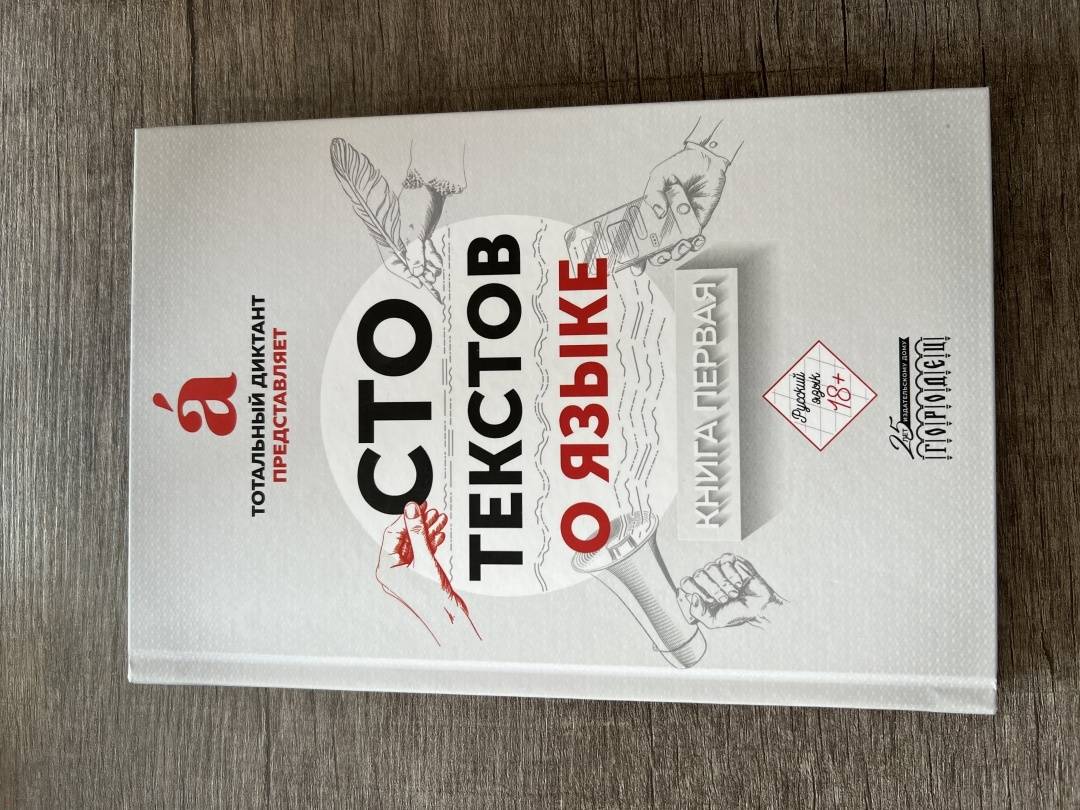 á
ТОТАЛЬНЫЙ ДИКТАНТ
ПРЕДСТАВЛЯЕТ
СТО
ТЕКСТОВ
О ЯЗЫКЕ
КНИГА ПЕРВАЯ
Русский
язык
18+
25 ЛЕТ ИЗДАТЕЛЬСКОМУ ДОМУ
ГОРОДЕЦ